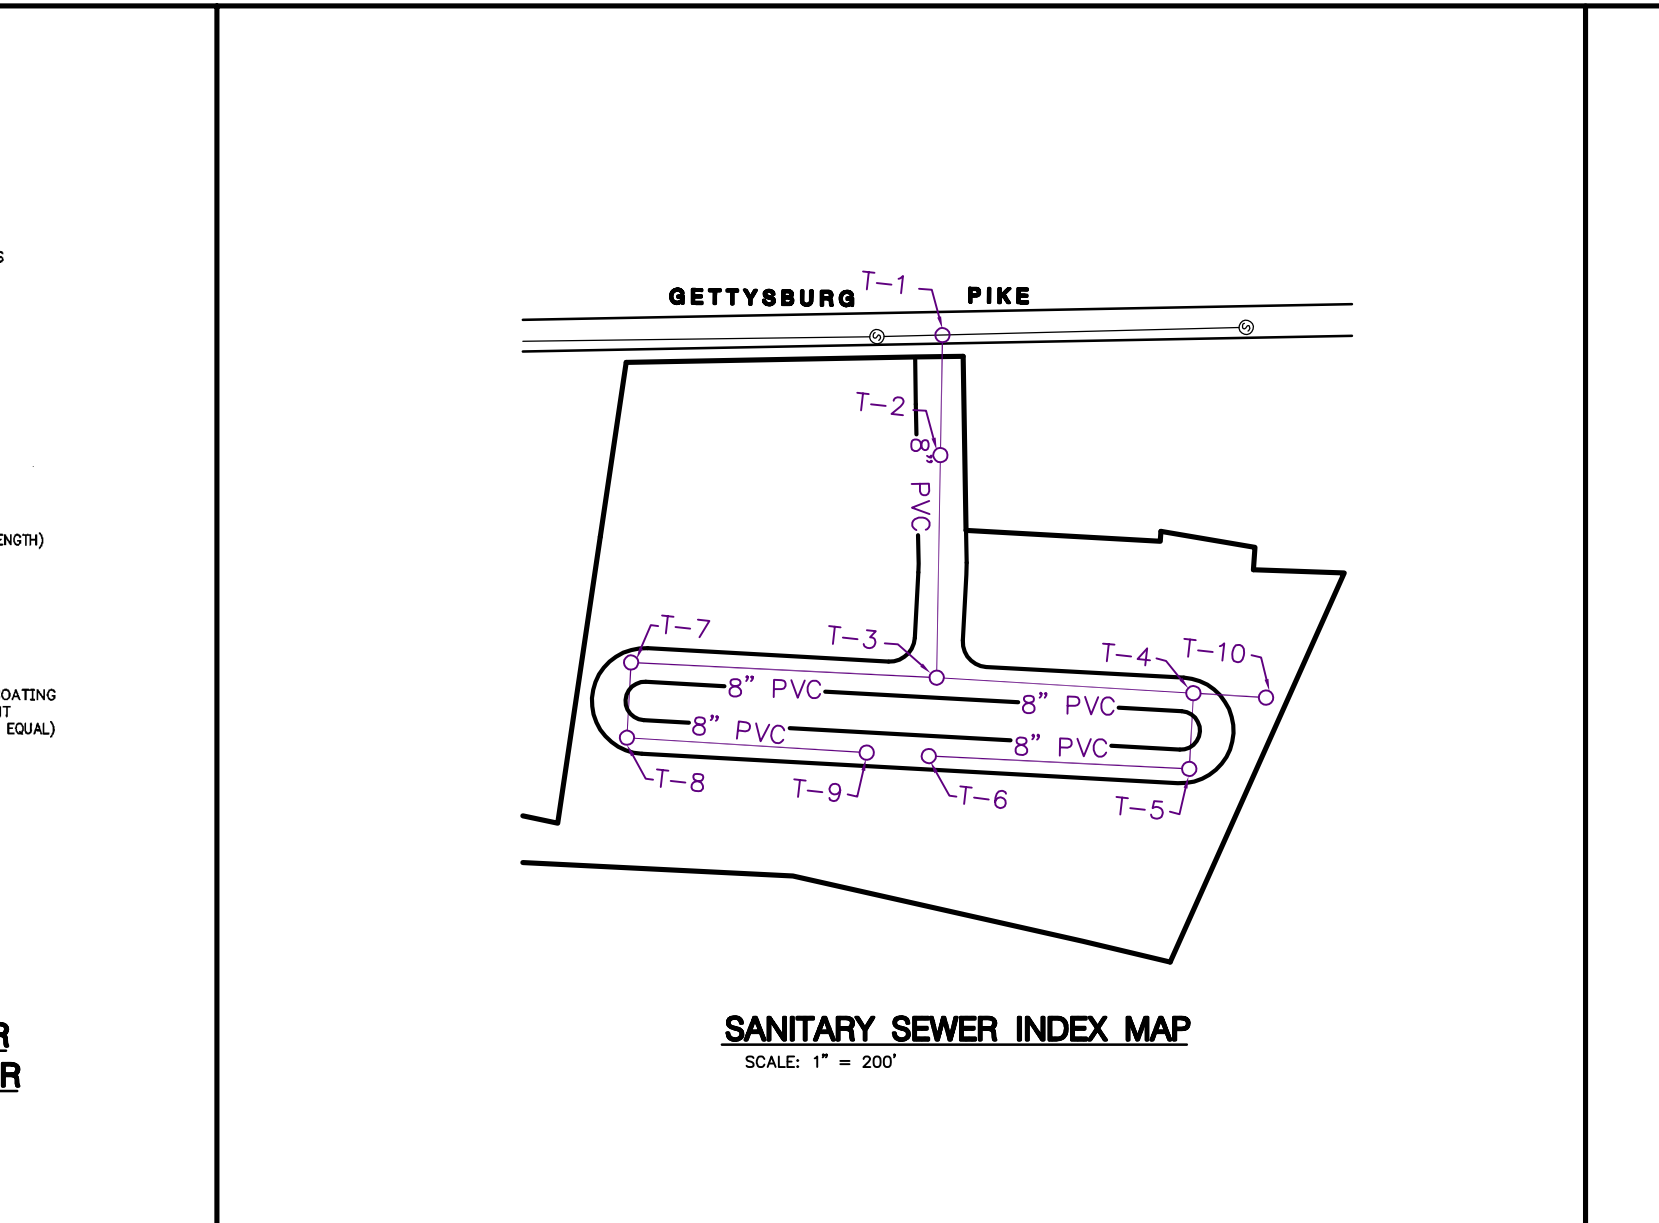 GETTYSBURG PIKE
T-1
T-2
8" PVC
T-7
T-3
T-4
T-10
8" PVC
8" PVC
8" PVC
8" PVC
T-8
T-9
T-6
T-5
SANITARY SEWER INDEX MAP
SCALE: 1" = 200'
S
S
S
ENGTH)
OATING
IT
EQUAL)
R
R